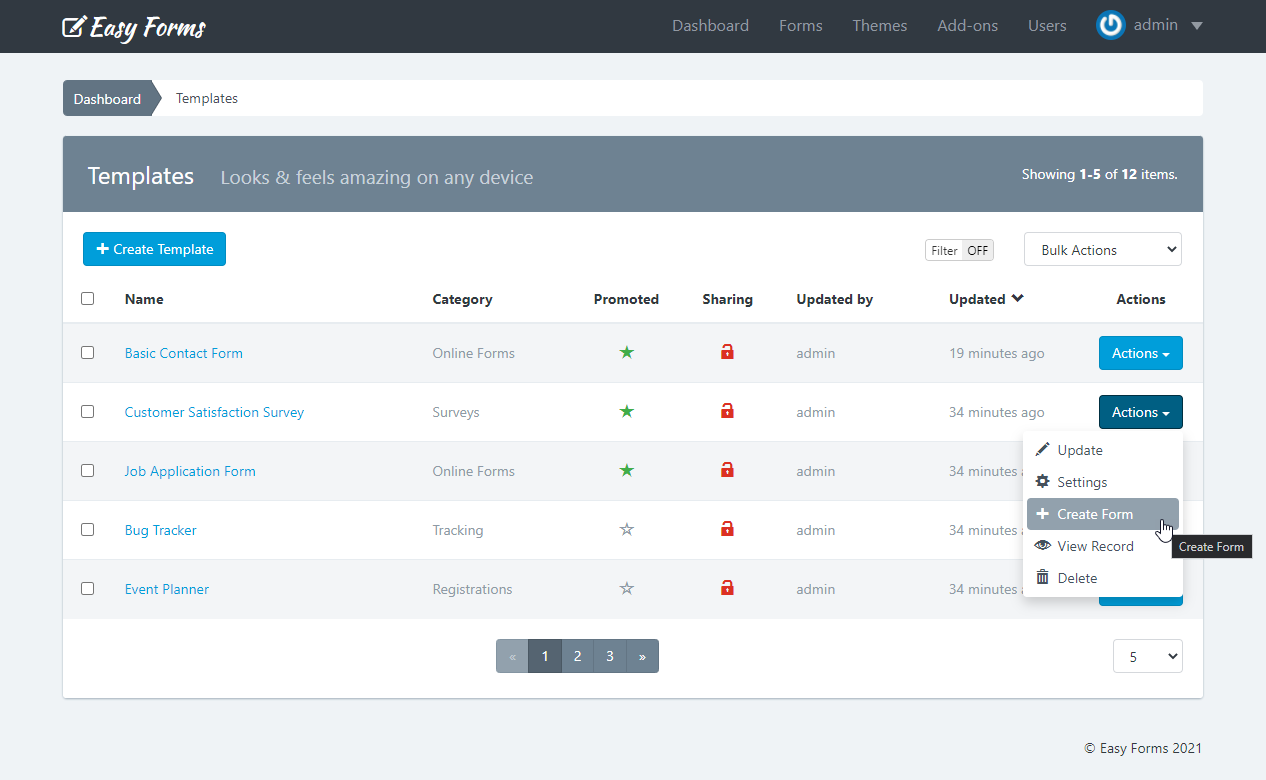 Easy Forms
Dashboard Forms Themes Add-ons Users admin
Dashboard Templates
Templates Looks & feels amazing on any device Showing 1-5 of 12 items.
Create Template Filter OFF Bulk Actions
Name Category Promoted Sharing Updated by Updated Actions
Basic Contact Form Online Forms admin 19 minutes ago Actions
Customer Satisfaction Survey Surveys admin 34 minutes ago Actions
Update
Job Application Form Online Forms admin 34 minutes
Settings
Create Form
Bug Tracker Tracking admin 34 minutes
View Record
Create Form
Delete
Event Planner Registrations admin 34 minutes
« 1 2 3 » 5
© Easy Forms 2021